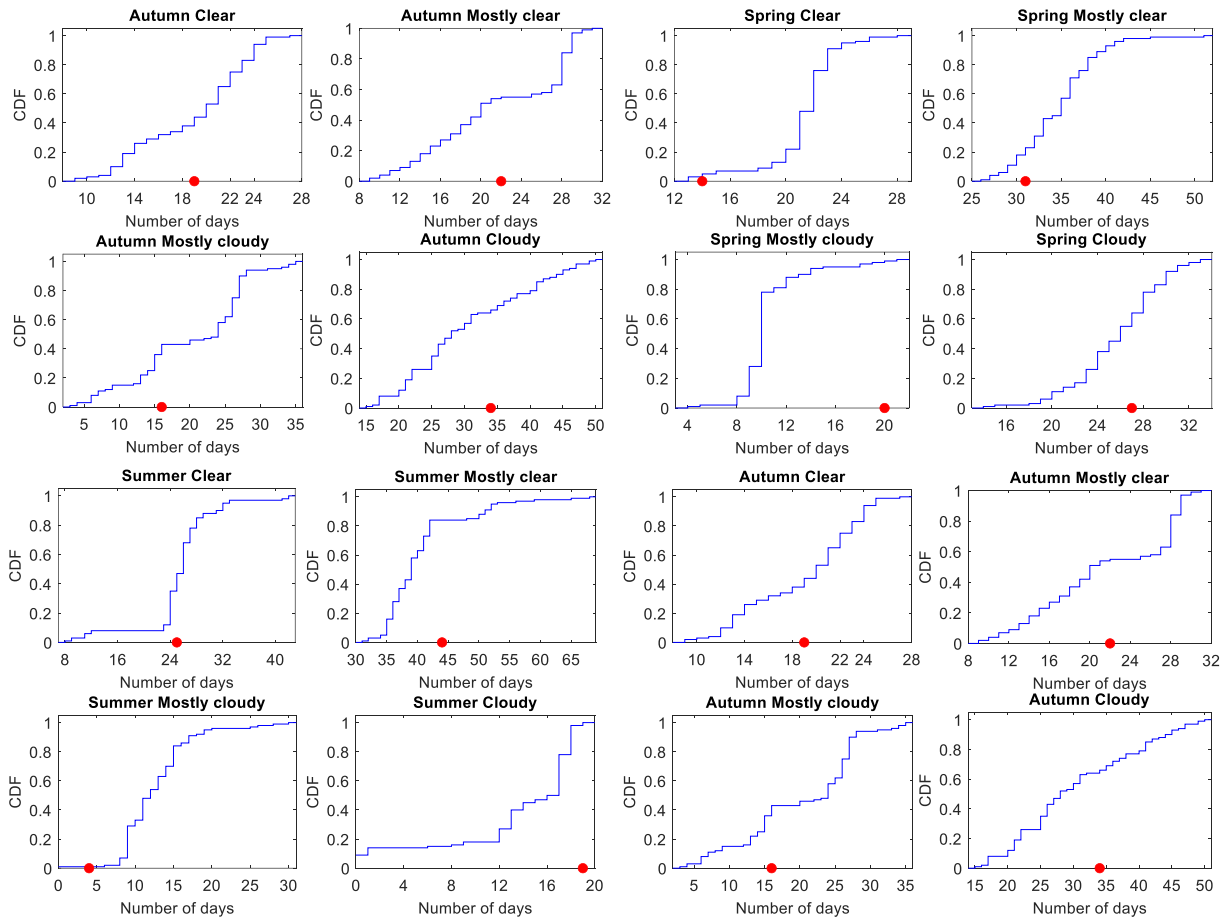 Autumn Clear
CDF
1
0.8
0.6
0.4
0.2
0
10 14 18 22 24 28
Number of days
Autumn Mostly clear
CDF
1
0.8
0.6
0.4
0.2
0
8 12 16 20 24 28 32
Number of days
Spring Clear
CDF
1
0.8
0.6
0.4
0.2
0
12 16 20 24 28
Number of days
Spring Mostly clear
CDF
1
0.8
0.6
0.4
0.2
0
25 30 35 40 45 50
Number of days
Autumn Mostly cloudy
CDF
1
0.8
0.6
0.4
0.2
0
5 10 15 20 25 30 35
Number of days
Autumn Cloudy
CDF
1
0.8
0.6
0.4
0.2
0
15 20 25 30 35 40 45 50
Number of days
Spring Mostly cloudy
CDF
1
0.8
0.6
0.4
0.2
0
4 8 12 16 20
Number of days
Spring Cloudy
CDF
1
0.8
0.6
0.4
0.2
0
14 16 20 24 28 32
Number of days
Summer Clear
CDF
1
0.8
0.6
0.4
0.2
0
8 16 24 32 40
Number of days
Summer Mostly clear
CDF
1
0.8
0.6
0.4
0.2
0
30 35 40 45 50 55 60 65
Number of days
Autumn Clear
CDF
1
0.8
0.6
0.4
0.2
0
10 14 18 22 24 28
Number of days
Autumn Mostly clear
CDF
1
0.8
0.6
0.4
0.2
0
8 12 16 20 24 28 32
Number of days
Summer Mostly cloudy
CDF
1
0.8
0.6
0.4
0.2
0
0 5 10 15 20 25 30
Number of days
Summer Cloudy
CDF
1
0.8
0.6
0.4
0.2
0
0 4 8 12 16 20
Number of days
Autumn Mostly cloudy
CDF
1
0.8
0.6
0.4
0.2
0
5 10 15 20 25 30 35
Number of days
Autumn Cloudy
CDF
1
0.8
0.6
0.4
0.2
0
15 20 25 30 35 40 45 50
Number of days